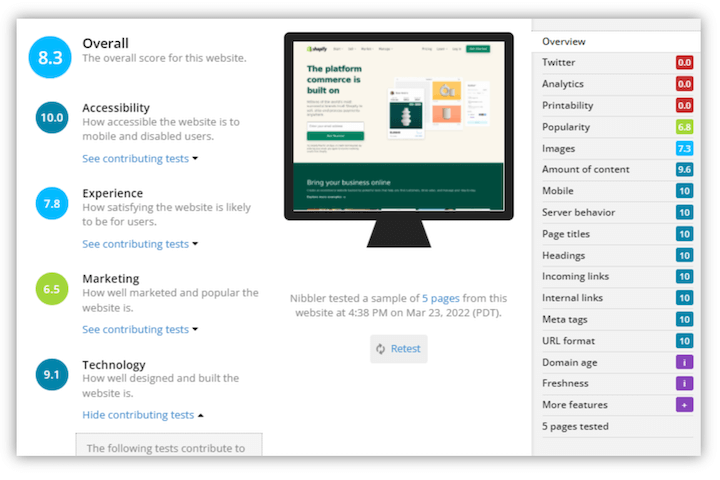 8.3
Overall
The overall score for this website.
10.0
Accessibility
How accessible the website is to
mobile and disabled users.
See contributing tests
7.8
Experience
How satisfying the website is likely
to be for users.
See contributing tests
6.5
Marketing
How well marketed and popular the
website is.
See contributing tests
9.1
Technology
How well designed and built the
website is.
Hide contributing tests
The following tests contribute to
shopify
The platform
commerce is
built on
Bring your business online
Nibbler tested a sample of 5 pages from this
website at 4:38 PM on Mar 23, 2022 (PDT).
Retest
Overview
Twitter 0.0
Analytics 0.0
Printability 0.0
Popularity 6.8
Images 7.3
Amount of content 9.6
Mobile 10
Server behavior 10
Page titles 10
Headings 10
Incoming links 10
Internal links 10
Meta tags 10
URL format 10
Domain age i
Freshness i
More features +
5 pages tested